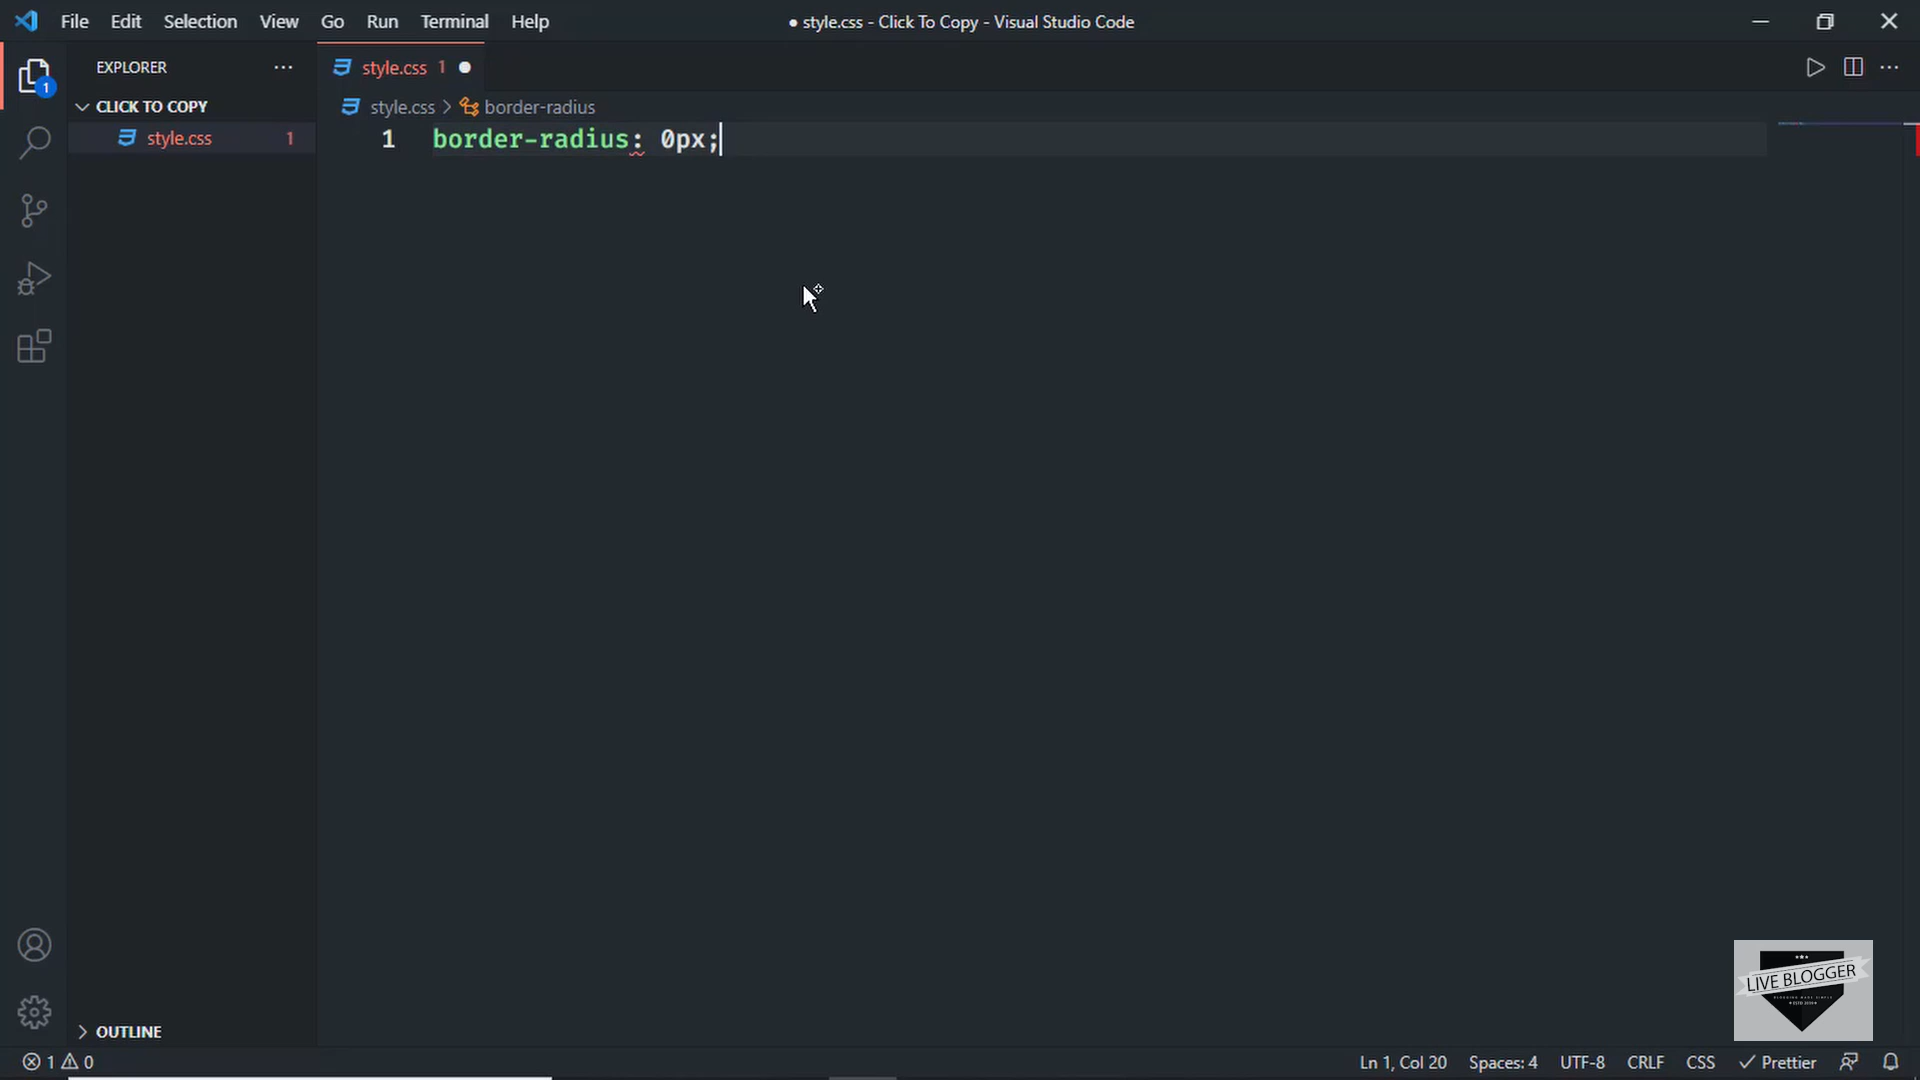 File Edit Selection View Go Run Terminal Help
● style.css - Click To Copy - Visual Studio Code
EXPLORER
style.css 1
1
CLICK TO COPY
style.css > border-radius
style.css 1
1 border-radius: 0px;
LIVE BLOGGER
OUTLINE
1 0
Ln 1, Col 20 Spaces: 4 UTF-8 CRLF CSS Prettier